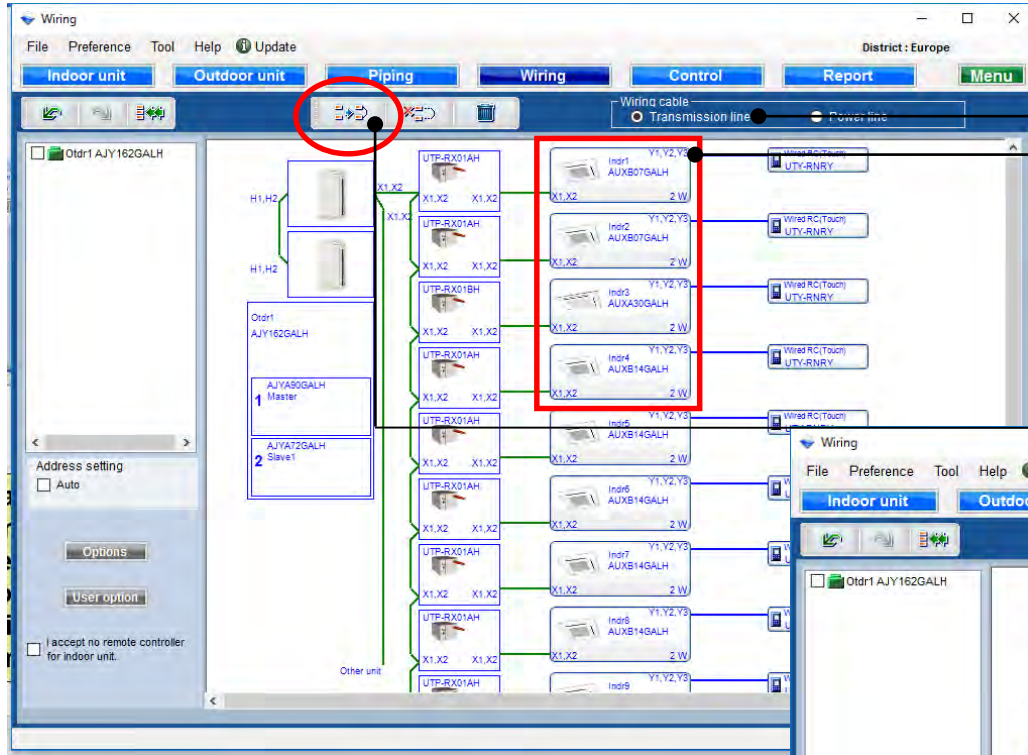 Wiring
File Preference Tool Help Update
District : Europe
Indoor unit Outdoor unit Piping Wiring Control Report Menu
Wiring cable
Transmission line Power line
Otdr1 AJY162GALH
Address setting
Auto
Options
User option
I accept no remote controller
for indoor unit.
H1,H2
H1,H2
X1,X2
X1,X2
Otdr1
AJY162GALH
AJYA90GALH
1 Master
AJYA72GALH
2 Slave1
Other unit
UTP-RX01AH
X1,X2 X1,X2
Indr1 Y1,Y2,Y3
AUXB07GALH
X1,X2 2 W
Wired RC(Touch)
UTY-RNRY
UTP-RX01AH
X1,X2 X1,X2
Indr2 Y1,Y2,Y3
AUXB07GALH
X1,X2 2 W
Wired RC(Touch)
UTY-RNRY
UTP-RX01BH
X1,X2 X1,X2
Indr3 Y1,Y2,Y3
AUXA30GALH
X1,X2 2 W
Wired RC(Touch)
UTY-RNRY
UTP-RX01AH
X1,X2 X1,X2
Indr4 Y1,Y2,Y3
AUXB14GALH
X1,X2 2 W
Wired RC(Touch)
UTY-RNRY
UTP-RX01AH
X1,X2 X1,X2
Indr5 Y1,Y2,Y3
AUXB14GALH
X1,X2 2 W
Wired RC(Touch)
UTP-RX01AH
X1,X2 X1,X2
Indr6 Y1,Y2,Y3
AUXB14GALH
X1,X2 2 W
UTP-RX01AH
X1,X2 X1,X2
Indr7 Y1,Y2,Y3
AUXB14GALH
X1,X2 2 W
UTP-RX01AH
X1,X2 X1,X2
Indr8 Y1,Y2,Y3
AUXB14GALH
X1,X2 2 W
UTP-RX01AH
Indr9 Y1,Y2,Y3
Wiring
File Preference Tool Help
Indoor unit Outdoo
Otdr1 AJY162GALH